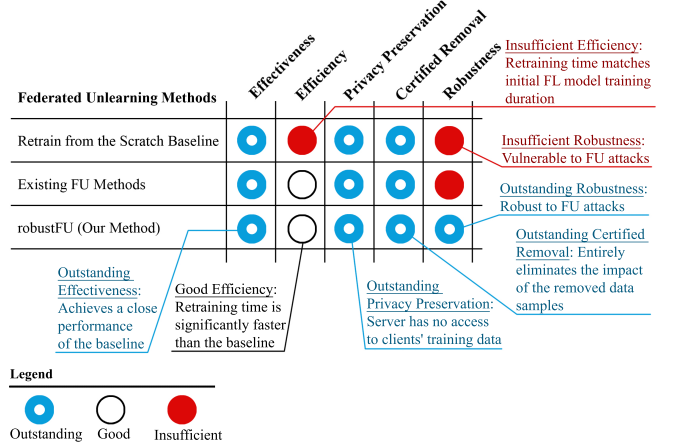 Effectiveness
Efficiency
Privacy Preservation
Certified Removal
Robustness
Federated Unlearning Methods
Retrain from the Scratch Baseline
Existing FU Methods
robustFU (Our Method)
Insufficient Efficiency:
Retraining time matches
initial FL model training
duration
Insufficient Robustness:
Vulnerable to FU attacks
Outstanding Robustness:
Robust to FU attacks
Outstanding Certified
Removal: Entirely
eliminates the impact
of the removed data
samples
Outstanding
Effectiveness:
Achieves a close
performance
of the baseline
Good Efficiency:
Retraining time is
significantly faster
than the baseline
Outstanding
Privacy Preservation:
Server has no access
to clients' training data
Legend
Outstanding
Good
Insufficient